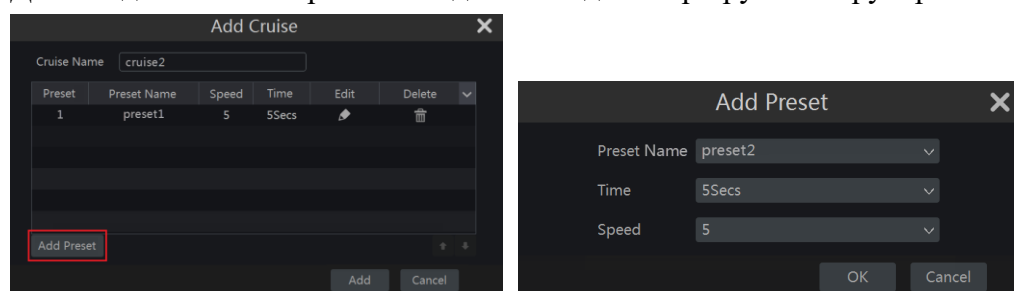 Add Cruise
Cruise Name cruise2
Preset Preset Name Speed Time Edit Delete
1 preset1 5 5Secs
Add Preset
Add Cancel
Add Preset
Preset Name preset2
Time 5Secs
Speed 5
OK Cancel